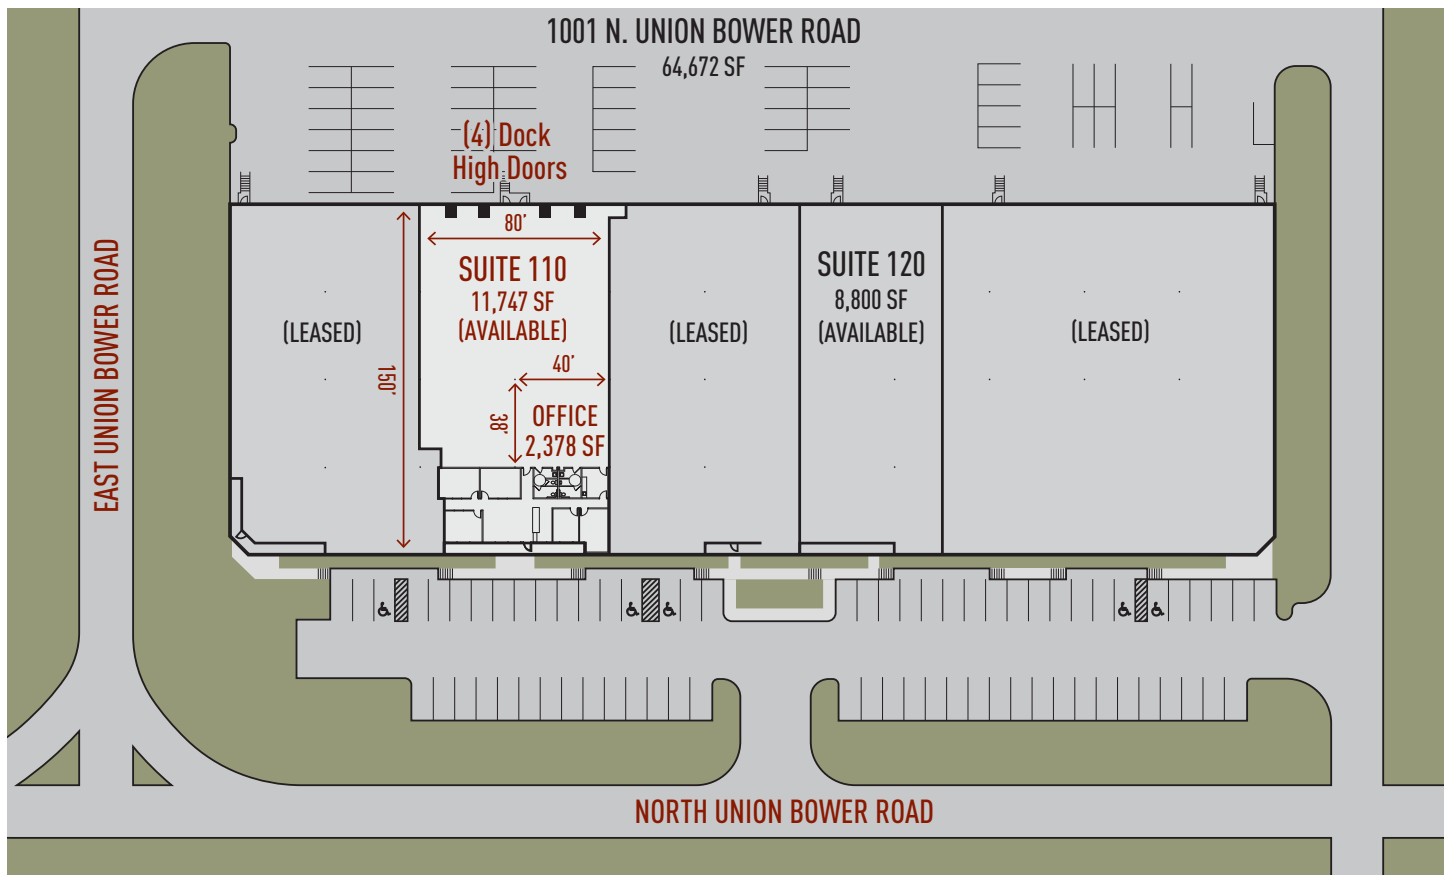 1001 N. UNION BOWER ROAD
64,672 SF
(4) Dock
High Doors
80'
SUITE 110
11,747 SF
(AVAILABLE)
SUITE 120
8,800 SF
(AVAILABLE)
(LEASED)
(LEASED)
(LEASED)
150'
40'
38'
OFFICE
2,378 SF
EAST UNION BOWER ROAD
NORTH UNION BOWER ROAD